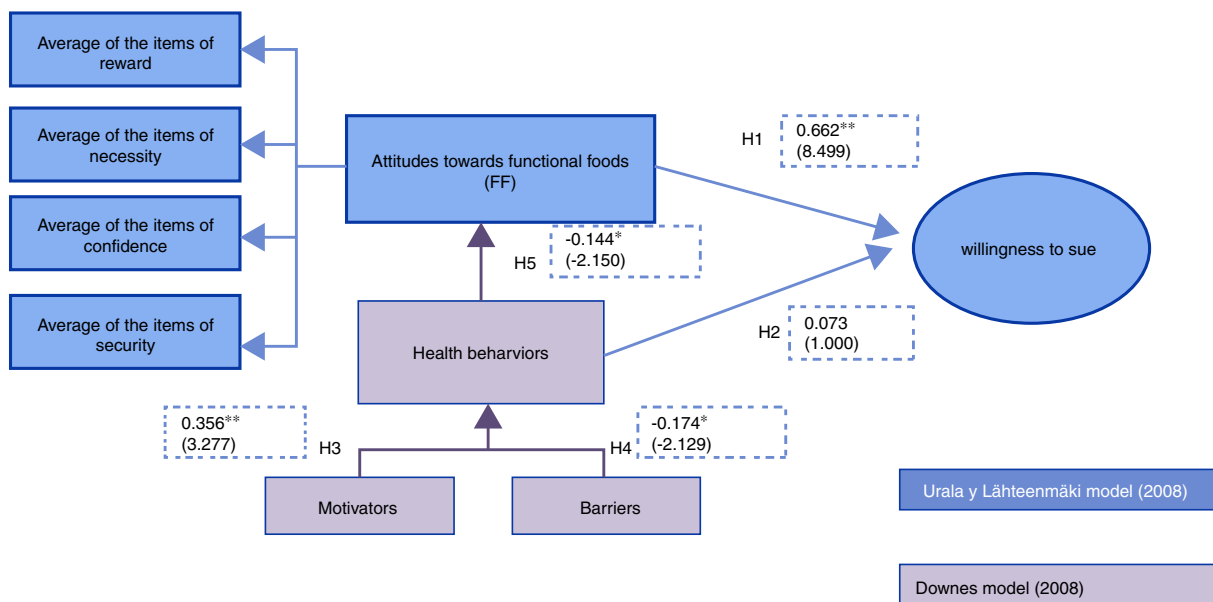 Average of the items of
reward
Average of the items of
necessity
Average of the items of
confidence
Average of the items of
security
Attitudes towards functional foods
(FF)
H1
0.662**
(8.499)
willingness to sue
-0.144*
(-2.150)
H5
Health beharviors
H2
0.073
(1.000)
0.356**
(3.277)
H3
H4
-0.174*
(-2.129)
Motivators
Barriers
Urala y Lähteenmäki model (2008)
Downes model (2008)